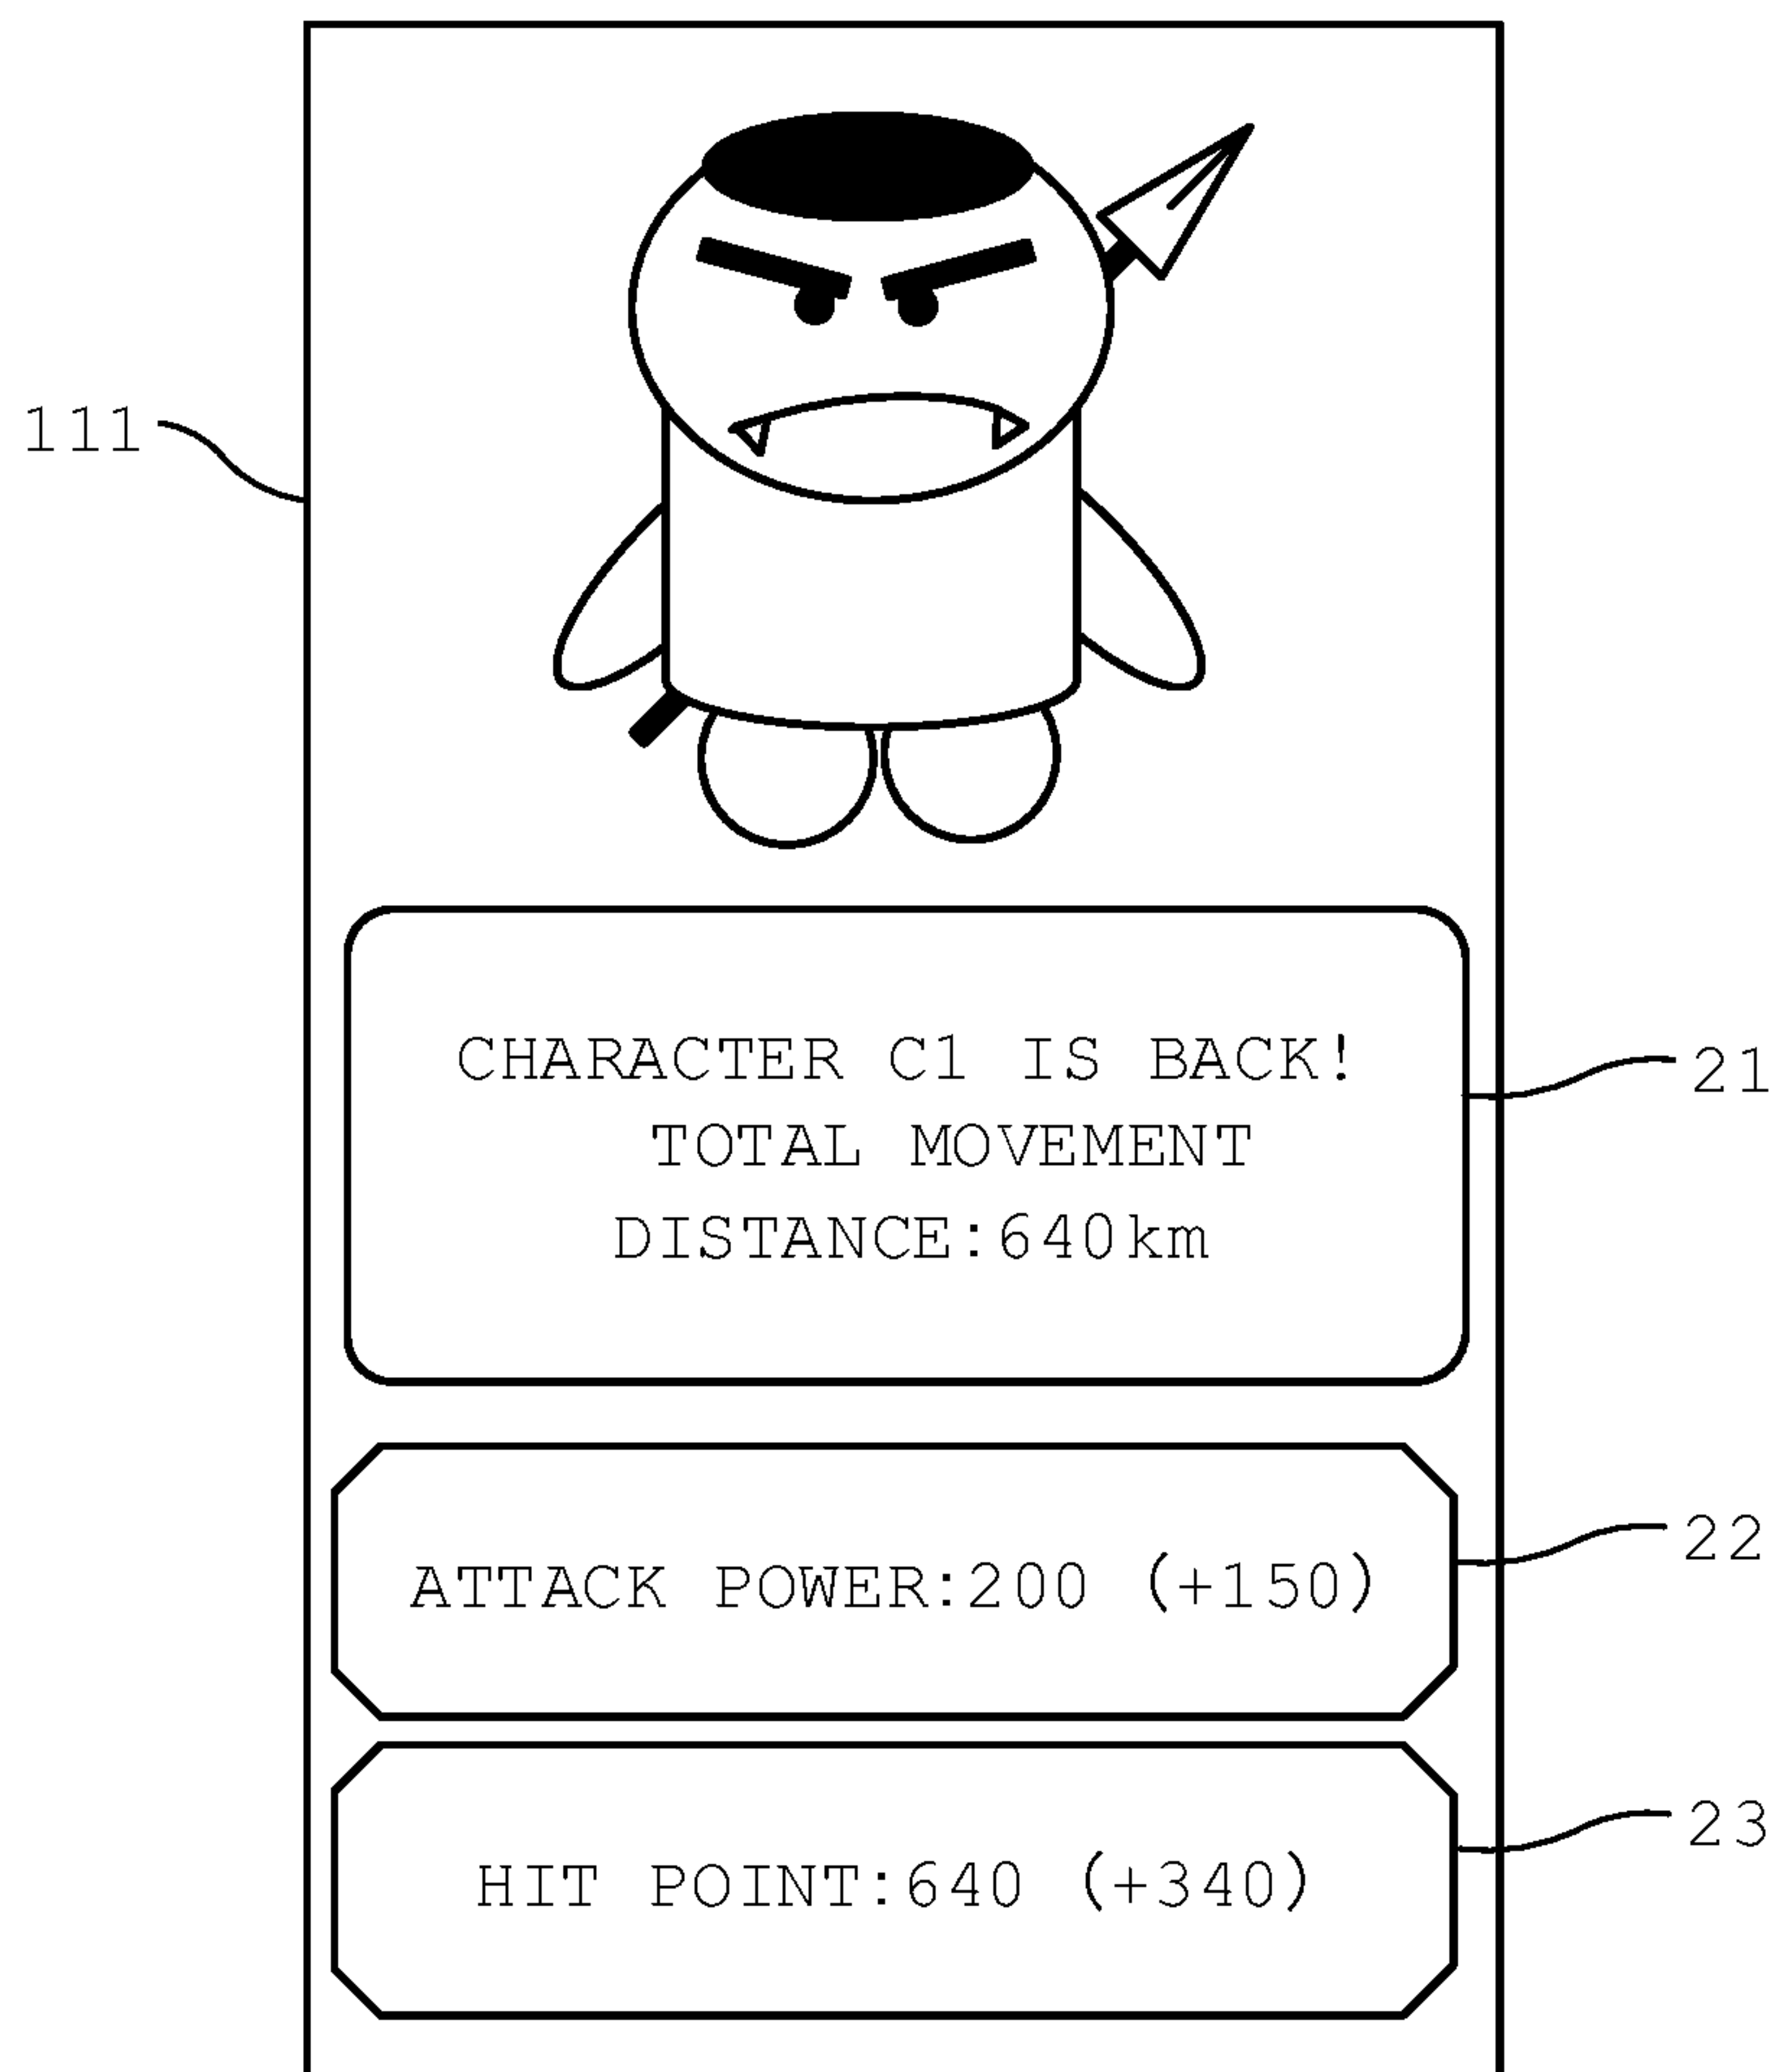 111
CHARACTER C1 IS BACK!
TOTAL MOVEMENT
DISTANCE:640km
21
ATTACK POWER:200 (+150)
22
HIT POINT:640 (+340)
23